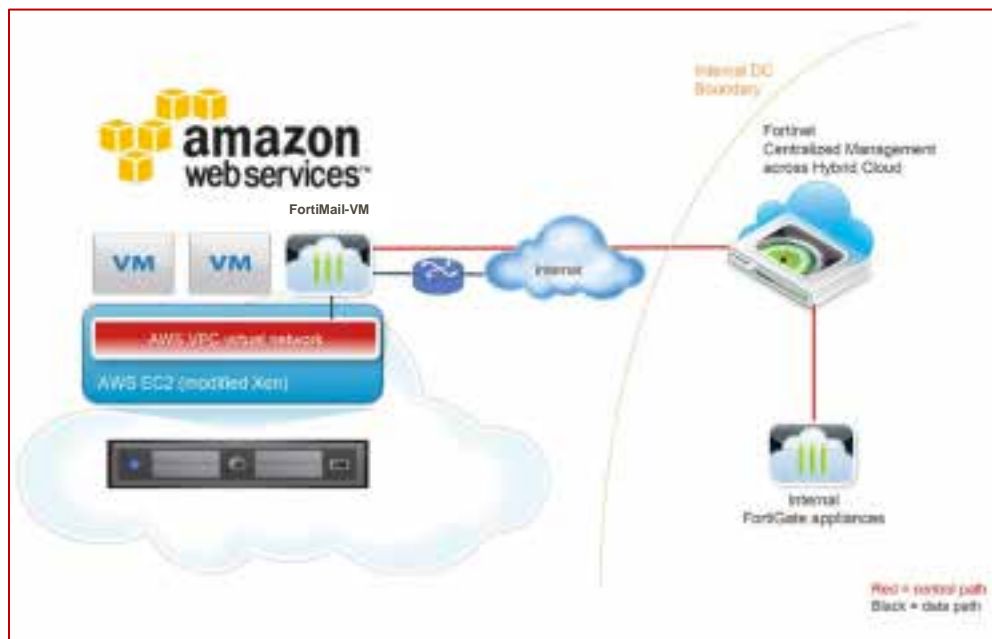 amazon
web services™
FortiMail-VM
VM
VM
AWS VPC virtual network
AWS EC2 (modified Xen)
Internet
Internal DC
Boundary
Fortinet
Centralized Management
across Hybrid Cloud
Internal
FortiGate appliances
Red = control path
Black = data path